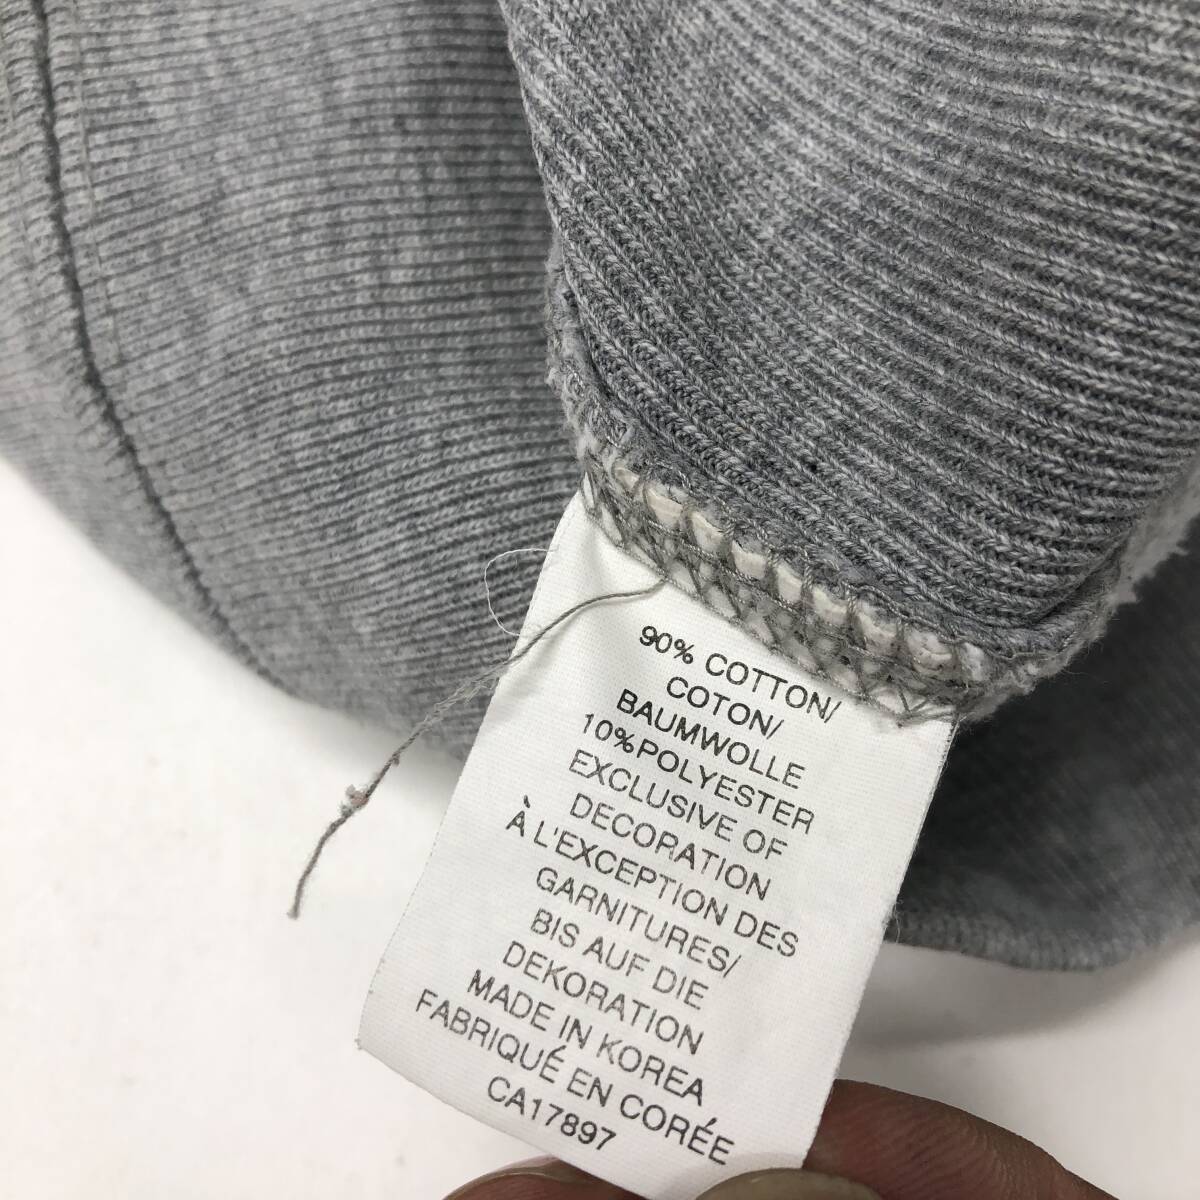 90% COTTON/
COTON/
BAUMWOLLE
10%POLYESTER
EXCLUSIVE OF
DECORATION
À L'EXCEPTION DES
GARNITURES/
BIS AUF DIE
DEKORATION
MADE IN KOREA
FABRIQUÉ EN CORÉE
CA17897